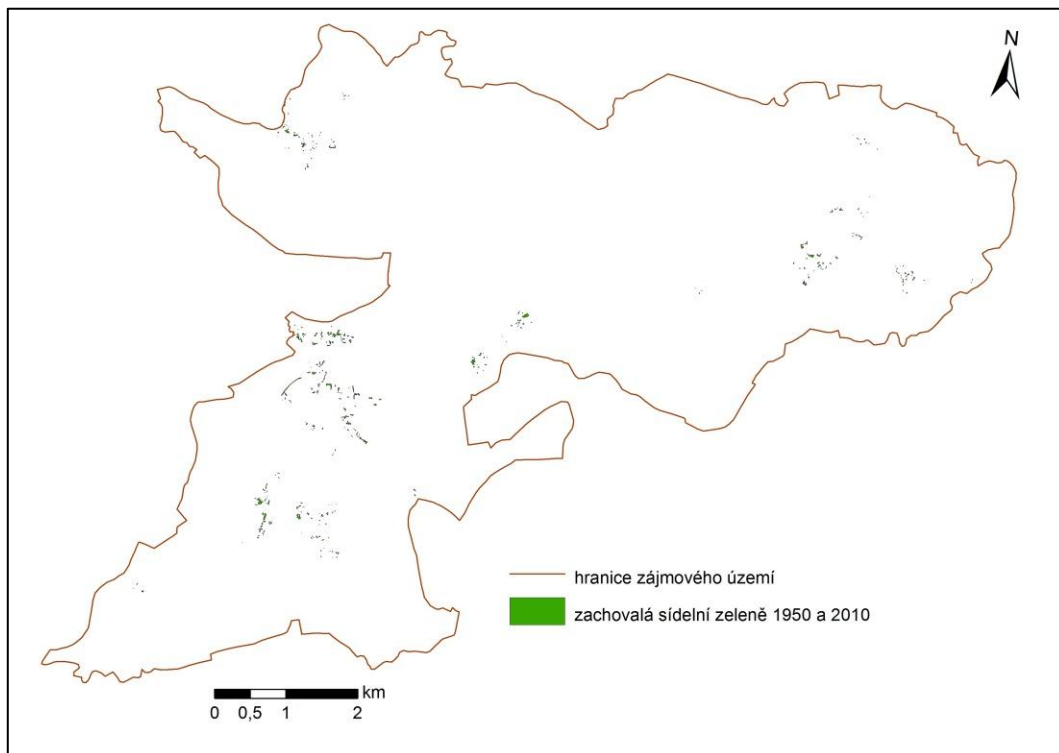 N
hranice zájmového území
zachovalá sídelní zeleně 1950 a 2010
km
0 0,5 1 2